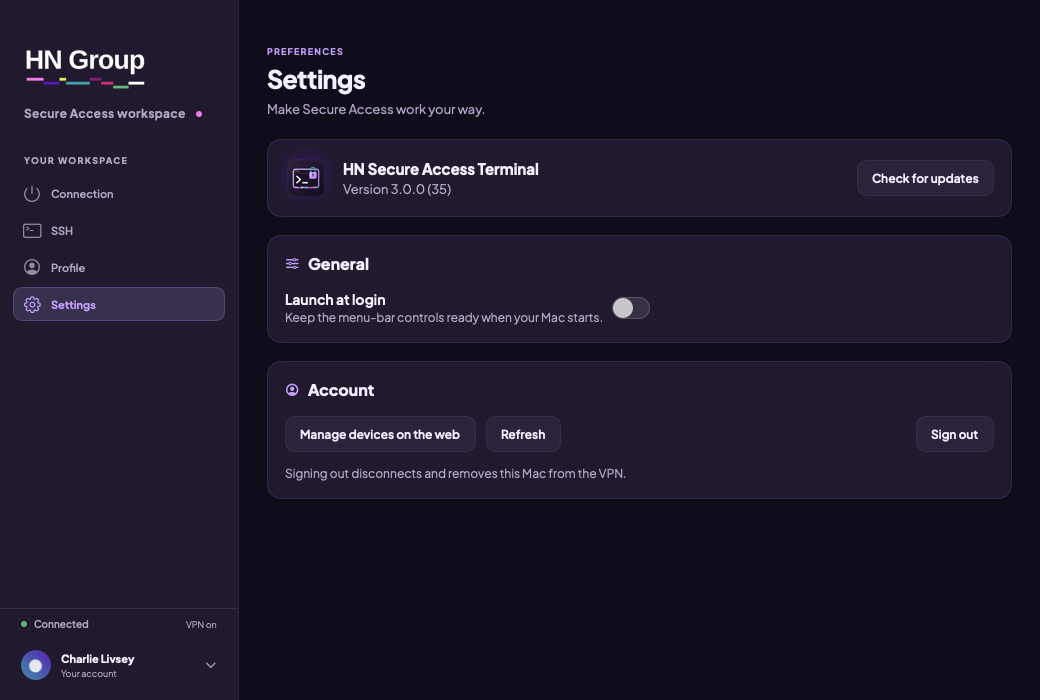 HN Group
Secure Access workspace
YOUR WORKSPACE
Connection
SSH
Profile
Settings
Connected
VPN on
Charlie Livsey
Your account
PREFERENCES
Settings
Make Secure Access work your way.
HN Secure Access Terminal
Version 3.0.0 (35)
Check for updates
General
Launch at login
Keep the menu-bar controls ready when your Mac starts.
Account
Manage devices on the web
Refresh
Sign out
Signing out disconnects and removes this Mac from the VPN.